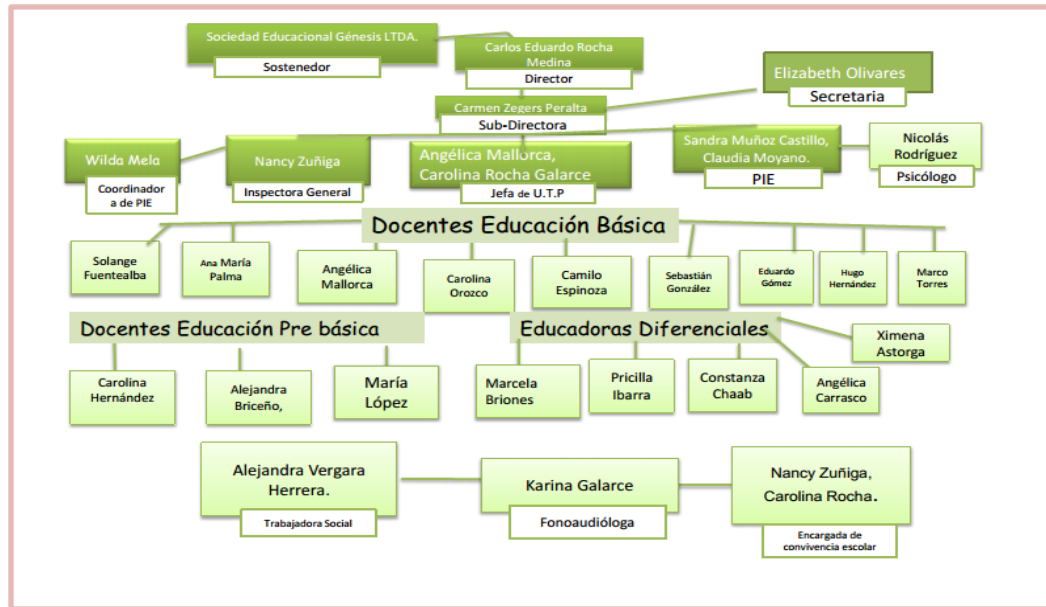 Sociedad Educacional Génesis LTDA.
Sostenedor
Carlos Eduardo Rocha
Medina
Director
Elizabeth Olivares
Secretaria
Carmen Zegers Peralta
Sub-Directora
Wilda Mela
Coordinador
a de PIE
Nancy Zuñiga
Inspectora General
Angélica Mallorca,
Carolina Rocha Galarce
Jefa de U.T.P
Sandra Muñoz Castillo,
Claudia Moyano.
PIE
Nicolás
Rodríguez
Psicólogo
Docentes Educación Básica
Solange
Fuentealba
Ana María
Palma
Angélica
Mallorca
Carolina
Orozco
Camilo
Espinoza
Sebastián
González
Eduardo
Gómez
Hugo
Hernández
Marco
Torres
Docentes Educación Pre básica
Carolina
Hernández
Alejandra
Briceño,
María
López
Educadoras Diferenciales
Marcela
Briones
Pricilla
Ibarra
Constanza
Chaab
Angélica
Carrasco
Ximena
Astorga
Alejandra Vergara
Herrera.
Trabajadora Social
Karina Galarce
Fonoaudióloga
Nancy Zuñiga,
Carolina Rocha.
Encargada de
convivencia escolar